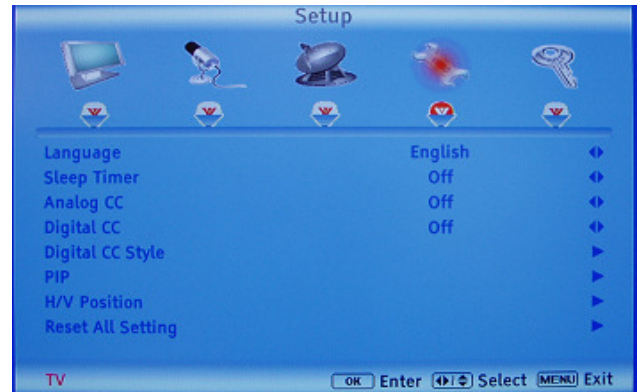 Setup
Language English
Sleep Timer Off
Analog CC Off
Digital CC Off
Digital CC Style
PIP
H/V Position
Reset All Setting
TV OK Enter Select MENU Exit